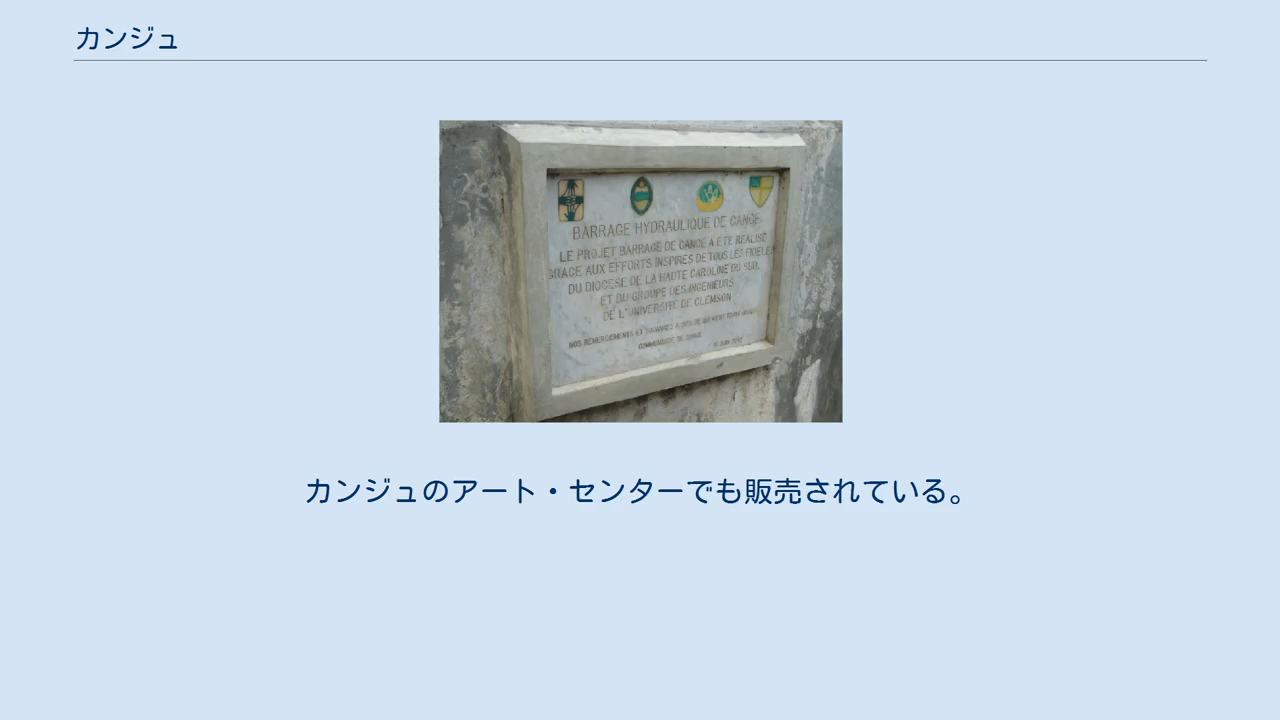 カンジュ
BARRAGE HYDRAULIQUE DE CANGE
LE PROJET BARRAGE DE CANGE A ETE REALISE
GRACE AUX EFFORTS INSPIRES DE TOUS LES FIDELES
DU DIOCESE DE LA HAUTE CAROLINE DU SUD,
ET DU GROUPE DES INGENIEURS
DE L'UNIVERSITE DE CLEMSON
NOS REMERCIEMENTS ET
COMMUNAUTE DE CANGE
カンジュのアート・センターでも販売されている。